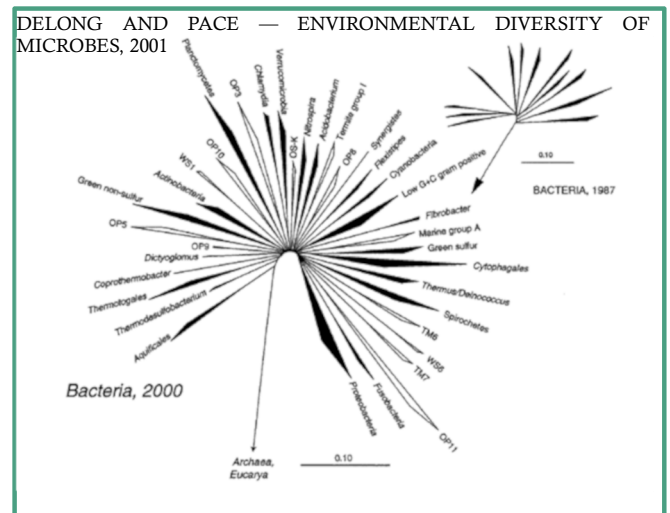 DELONG AND PACE — ENVIRONMENTAL DIVERSITY OF
MICROBES, 2001
Planctomycetes
OP3
Chlamydia
Verrucomicrobia
OS-K
Nitrospira
Acidobacterium
Termite group I
OP8
Synergistes
Flexistipes
Cyanobacteria
Low G+C gram positive
0.10
BACTERIA, 1987
OP10
WS1
Actinobacteria
Green non-sulfur
OP5
OP9
Dictyoglomus
Coprothermobacter
Thermotogales
Thermodesulfobacterium
Aquificales
Fibrobacter
Marine group A
Green sulfur
Cytophagales
Thermus/Deinococcus
Spirochetes
TM6
WS6
TM7
OP11
Fusobacteria
Proteobacteria
Bacteria, 2000
Archaea,
Eucarya
0.10